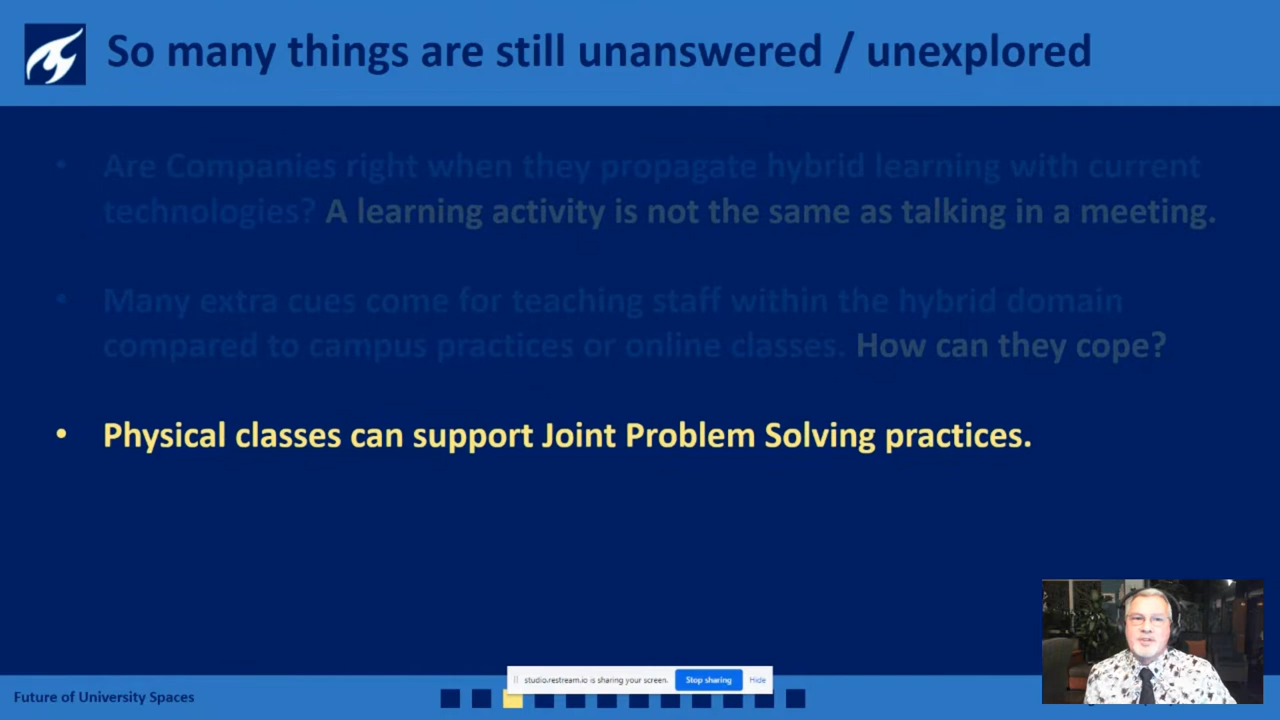 So many things are still unanswered / unexplored
• Are Companies right when they propagate hybrid learning with current
technologies? A learning activity is not the same as talking in a meeting.
• Many extra cues come for teaching staff within the hybrid domain
compared to campus practices or online classes. How can they cope?
• Physical classes can support Joint Problem Solving practices.
studio.restream.io is sharing your screen. Stop sharing Hide
Future of University Spaces